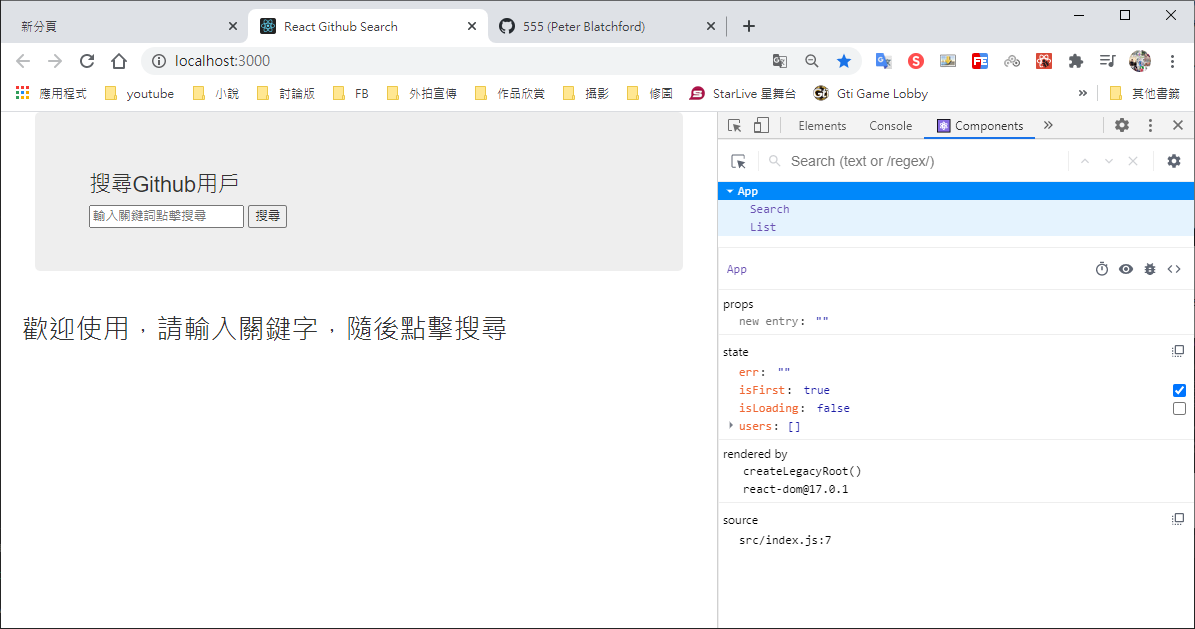 新分頁
React Github Search
555 (Peter Blatchford)
localhost:3000
應用程式
youtube
小說
討論版
FB
外拍宣傳
作品欣賞
攝影
修圖
StarLive 星舞台
Gti Game Lobby
其他書籤
搜尋Github用戶
輸入關鍵詞點擊搜尋
搜尋
歡迎使用，請輸入關鍵字，隨後點擊搜尋
Elements
Console
Components
Search (text or /regex/)
App
Search
List
App
props
new entry: ""
state
err: ""
isFirst: true
isLoading: false
users: []
rendered by
createLegacyRoot()
react-dom@17.0.1
source
src/index.js:7